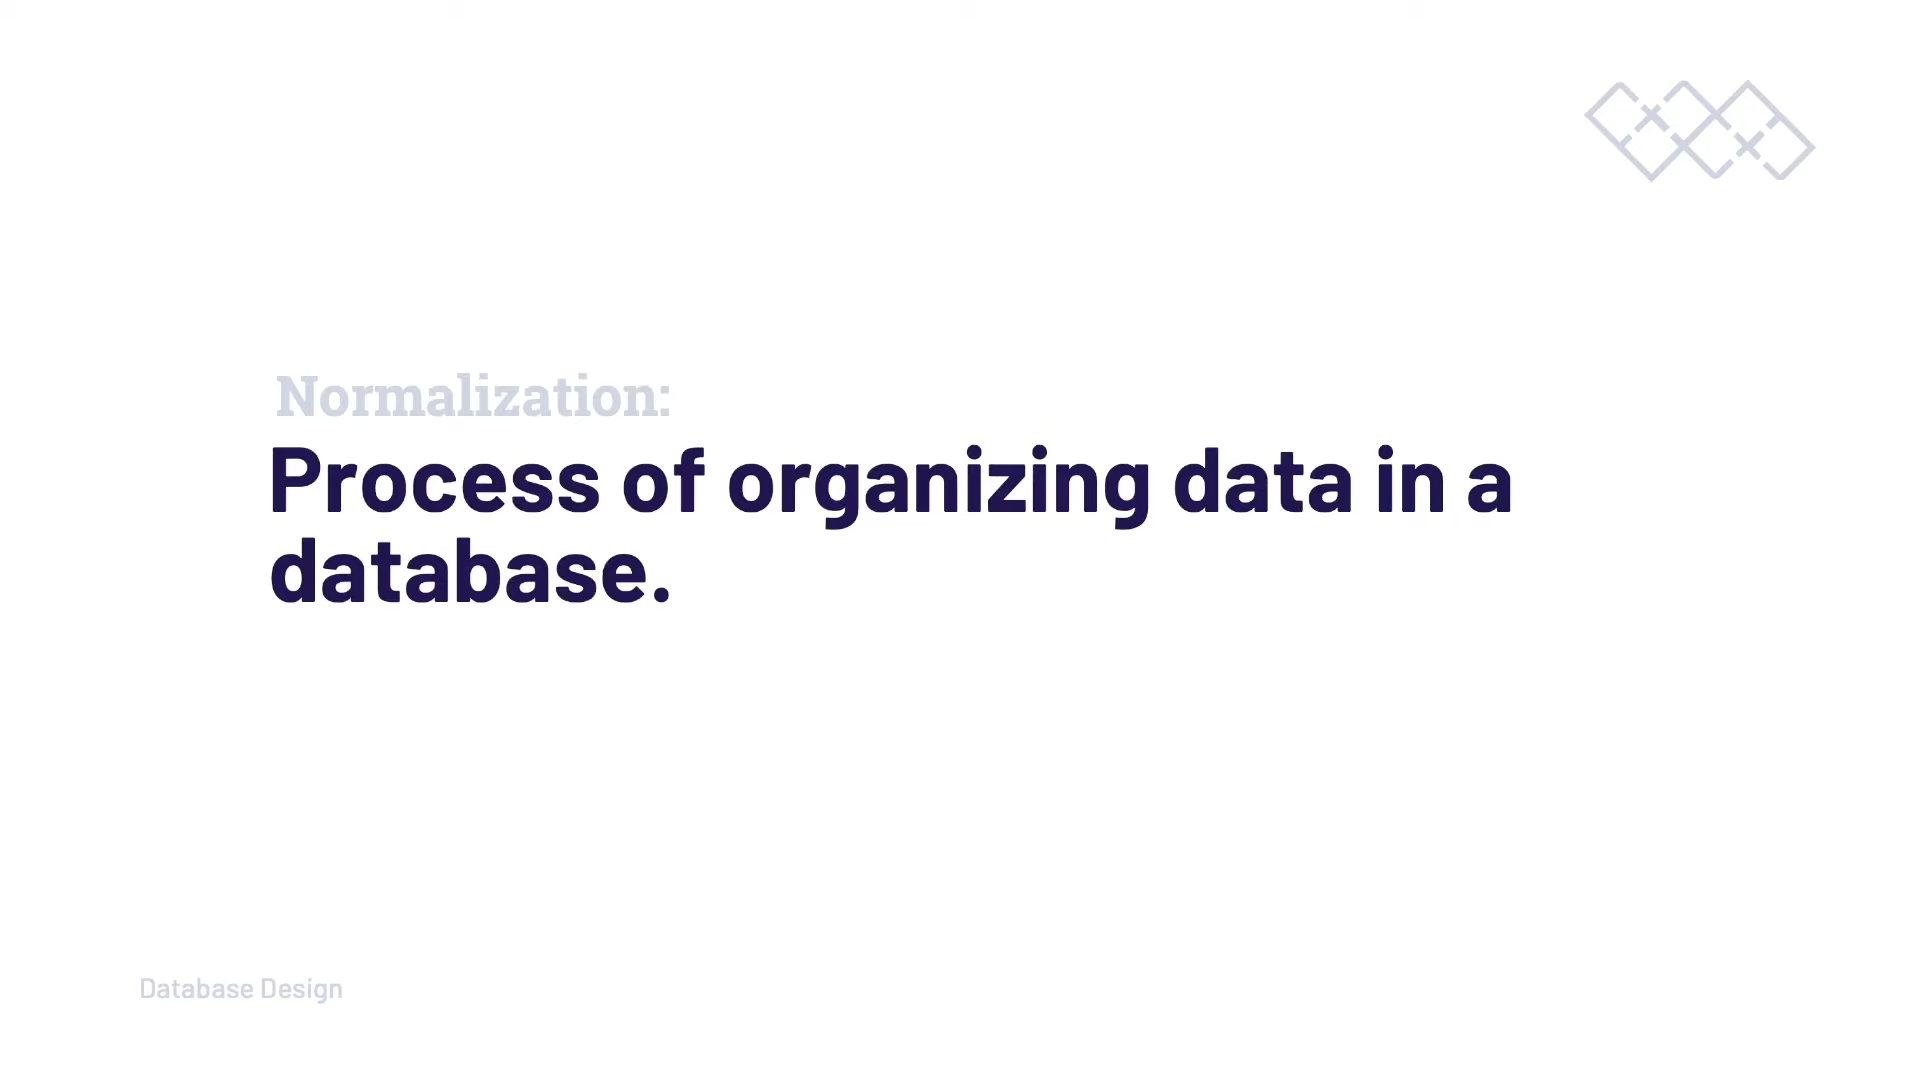 Normalization:
Process of organizing data in a
database.
Database Design